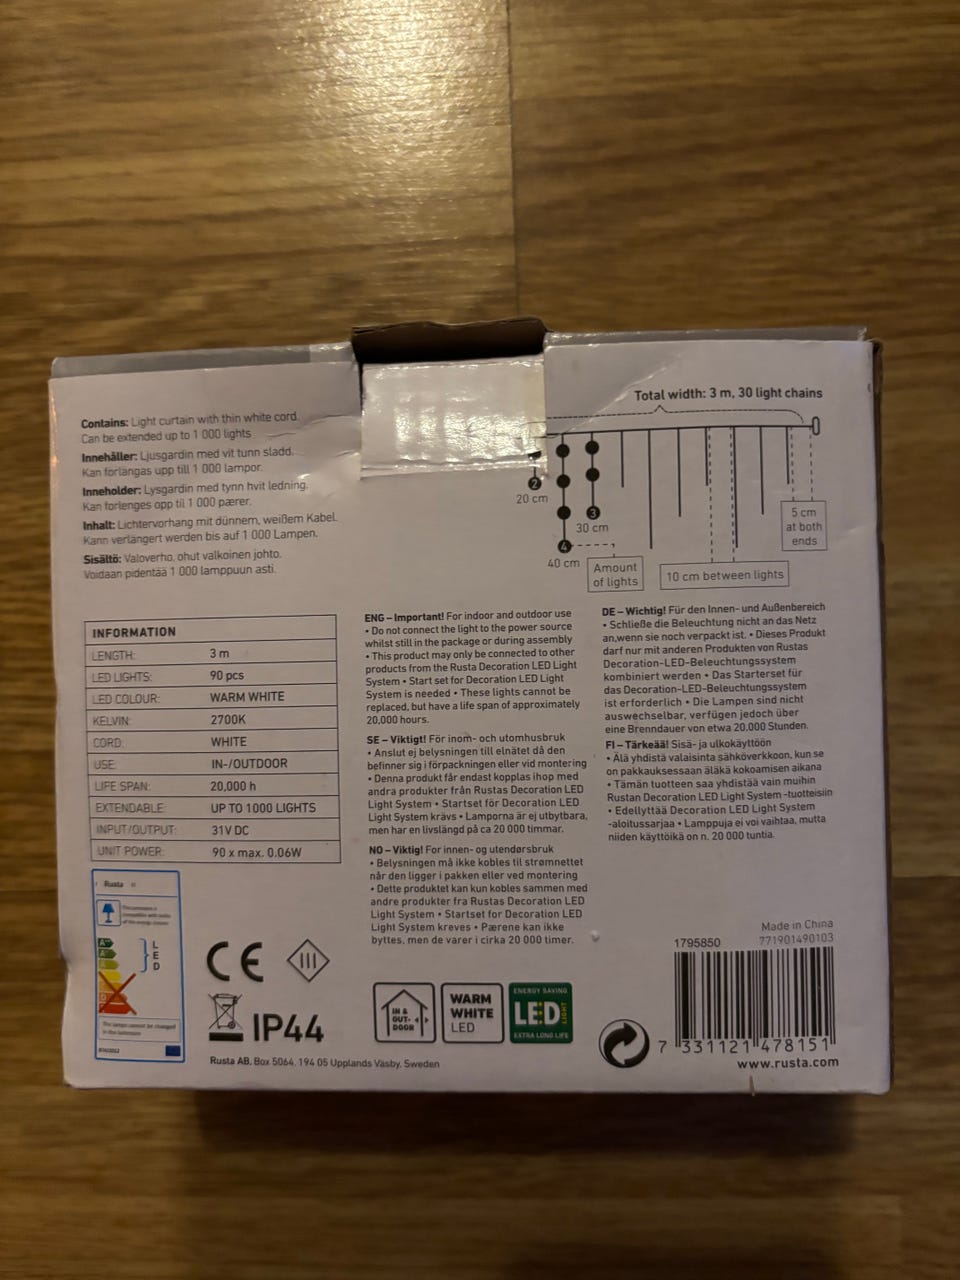 Contains: Light curtain with thin white cord.
Can be extended up to 1 000 lights
Innehåller: Ljusgardin med vit tunn sladd.
Kan förlängas upp till 1 000 lampor.
Inneholder: Lysgardin med tynn hvit ledning.
Kan forlenges opp til 1 000 pærer.
Inhalt: Lichtervorhang mit dünnem, weißem Kabel.
Kann verlängert werden bis auf 1 000 Lampen.
Sisältö: Valoverho, ohut valkoinen johto.
Voidaan pidentää 1 000 lamppuun asti.
Total width: 3 m, 30 light chains
2
20 cm
3
30 cm
4
40 cm
Amount
of lights
10 cm between lights
5 cm
at both
ends
INFORMATION
LENGTH: 3 m
LED LIGHTS: 90 pcs
LED COLOUR: WARM WHITE
KELVIN: 2700K
CORD: WHITE
USE: IN-/OUTDOOR
LIFE SPAN: 20,000 h
EXTENDABLE: UP TO 1000 LIGHTS
INPUT/OUTPUT: 31V DC
UNIT POWER: 90 x max. 0.06W
ENG – Important! For indoor and outdoor use
• Do not connect the light to the power source
whilst still in the package or during assembly
• This product may only be connected to other
products from the Rusta Decoration LED Light
System • Start set for Decoration LED Light
System is needed • These lights cannot be
replaced, but have a life span of approximately
20,000 hours.
SE – Viktigt! För inom- och utomhusbruk
• Anslut ej belysningen till elnätet då den
befinner sig i förpackningen eller vid montering
• Denna produkt får endast kopplas ihop med
andra produkter från Rustas Decoration LED
Light System • Startset för Decoration LED
Light System krävs • Lamporna är ej utbytbara,
men har en livslängd på ca 20 000 timmar.
NO – Viktig! For innen- og utendørsbruk
• Belysningen må ikke kobles til strømnettet
når den ligger i pakken eller ved montering
• Dette produktet kan kun kobles sammen med
andre produkter fra Rustas Decoration LED
Light System • Startset for Decoration LED
Light System kreves • Pærene kan ikke
byttes, men de varer i cirka 20 000 timer.
DE – Wichtig! Für den Innen- und Außenbereich
• Schließe die Beleuchtung nicht an das Netz
an,wenn sie noch verpackt ist. • Dieses Produkt
darf nur mit anderen Produkten von Rustas
Decoration-LED-Beleuchtungssystem
kombiniert werden • Das Starterset für
das Decoration-LED-Beleuchtungssystem
ist erforderlich • Die Lampen sind nicht
auswechselbar, verfügen jedoch über
eine Brenndauer von etwa 20.000 Stunden.
FI – Tärkeää! Sisä- ja ulkokäyttöön
• Älä yhdistä valaisinta sähköverkkoon, kun se
on pakkauksessaan äläkä kokoamisen aikana
• Tämän tuotteen saa yhdistää vain muihin
Rustan Decoration LED Light System -tuotteisiin
• Edellyttää Decoration LED Light System
-aloitussarjaa • Lamppuja ei voi vaihtaa, mutta
niiden käyttöikä on n. 20 000 tuntia.
Rusta
L
E
D
The lamps cannot be changed
in the luminaire
874/2012
CE
III
IP44
IN &
OUT-
DOOR
WARM
WHITE
LED
ENERGY SAVING
LED
LIGHT
EXTRA LONG LIFE
Rusta AB, Box 5064, 194 05 Upplands Väsby, Sweden
Made in China
1795850 771901490103
7 331121 478151
www.rusta.com